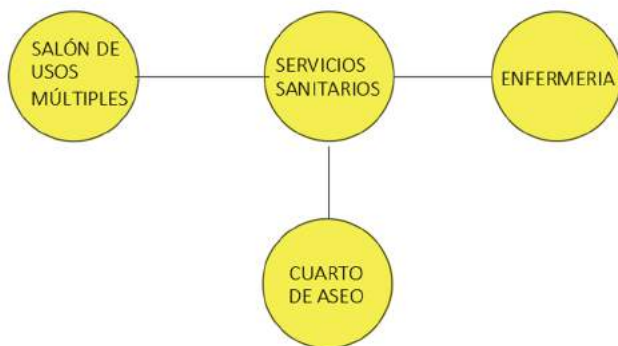 SALÓN DE
USOS
MÚLTIPLES
SERVICIOS
SANITARIOS
ENFERMERIA
CUARTO
DE ASEO